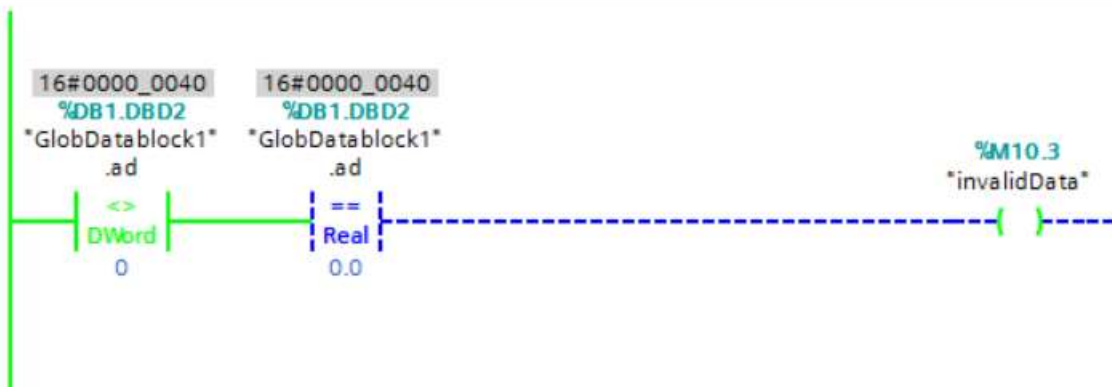 16#0000_0040
%DB1.DBD2
"GlobDatablock1"
.ad
<>
DWord
0
16#0000_0040
%DB1.DBD2
"GlobDatablock1"
.ad
==
Real
0.0
%M10.3
"invalidData"